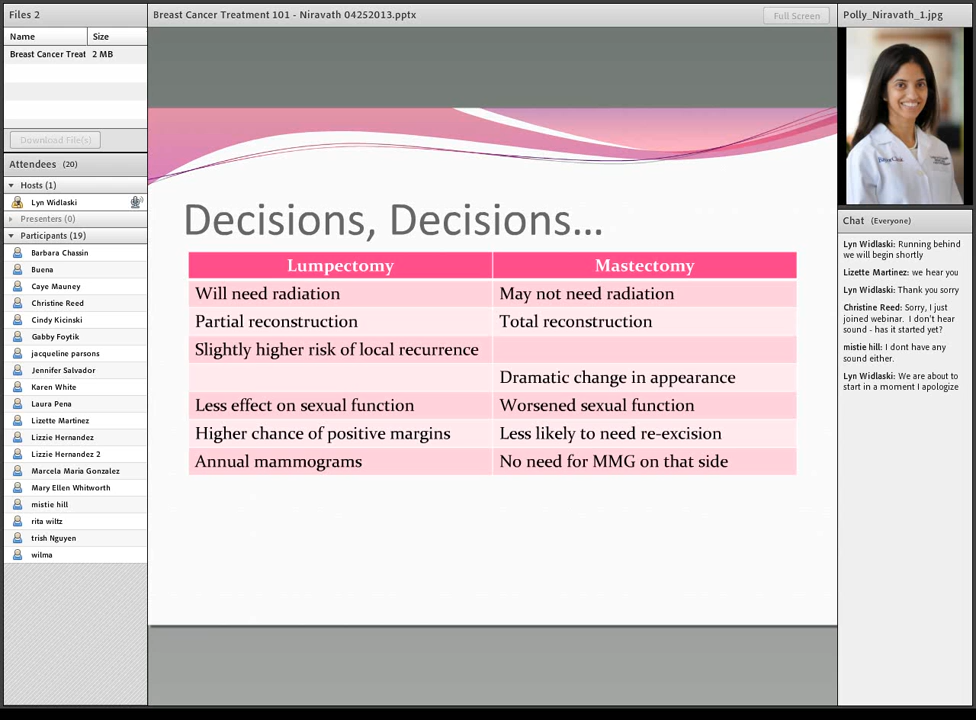 Files 2
Name Size
Breast Cancer Treat 2 MB
Download File(s)
Attendees (20)
Hosts (1)
Lyn Widlaski
Presenters (0)
Participants (19)
Barbara Chassin
Buena
Caye Mauney
Christine Reed
Cindy Kicinski
Gabby Foytik
jacqueline parsons
Jennifer Salvador
Karen White
Laura Pena
Lizette Martinez
Lizzie Hernandez
Lizzie Hernandez 2
Marcela Maria Gonzalez
Mary Ellen Whitworth
mistie hill
rita wiltz
trish Nguyen
wilma
Breast Cancer Treatment 101 - Niravath 04252013.pptx
Full Screen
Decisions, Decisions...
Lumpectomy Mastectomy
Will need radiation May not need radiation
Partial reconstruction Total reconstruction
Slightly higher risk of local recurrence
Dramatic change in appearance
Less effect on sexual function Worsened sexual function
Higher chance of positive margins Less likely to need re-excision
Annual mammograms No need for MMG on that side
Polly_Niravath_1.jpg
Chat (Everyone)
Lyn Widlaski: Running behind
we will begin shortly
Lizette Martinez: we hear you
Lyn Widlaski: Thank you sorry
Christine Reed: Sorry, I just
joined webinar. I don't hear
sound - has it started yet?
mistie hill: I dont have any
sound either.
Lyn Widlaski: We are about to
start in a moment I apologize